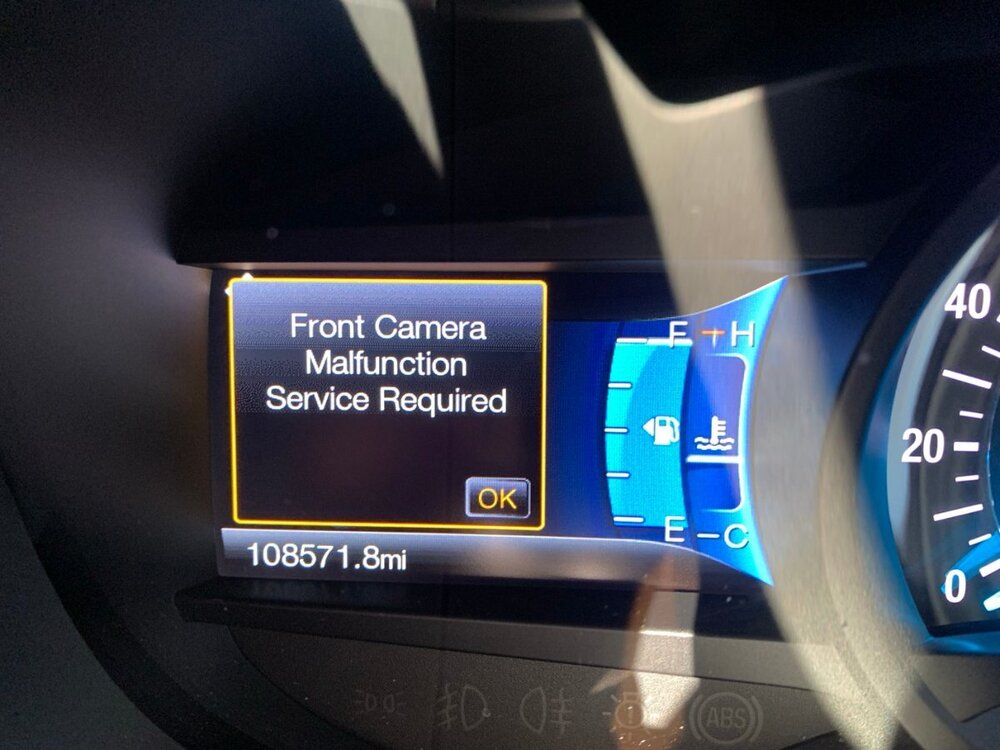 Front Camera
Malfunction
Service Required
OK
108571.8mi
F H
E C
40
20
0
ABS